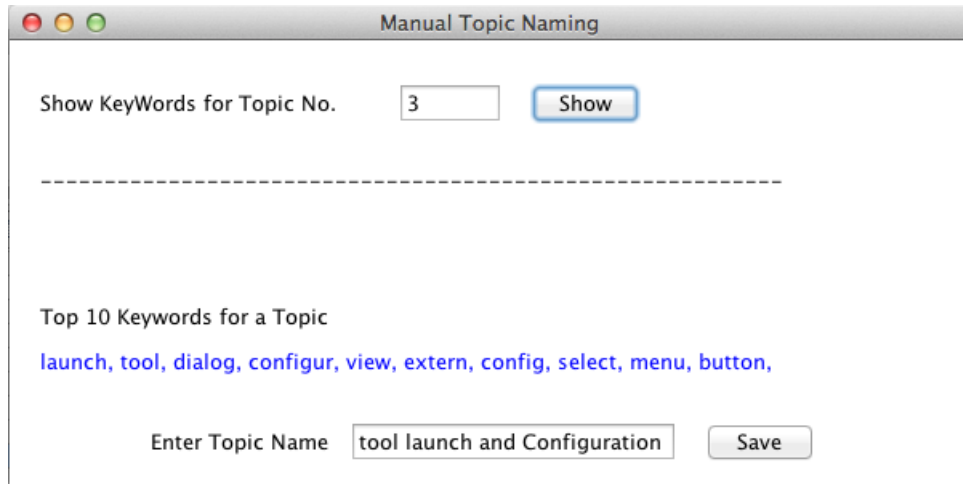 Manual Topic Naming
Show KeyWords for Topic No. 3 Show
----------------------------------------------------------
Top 10 Keywords for a Topic
launch, tool, dialog, configur, view, extern, config, select, menu, button,
Enter Topic Name tool launch and Configuration Save